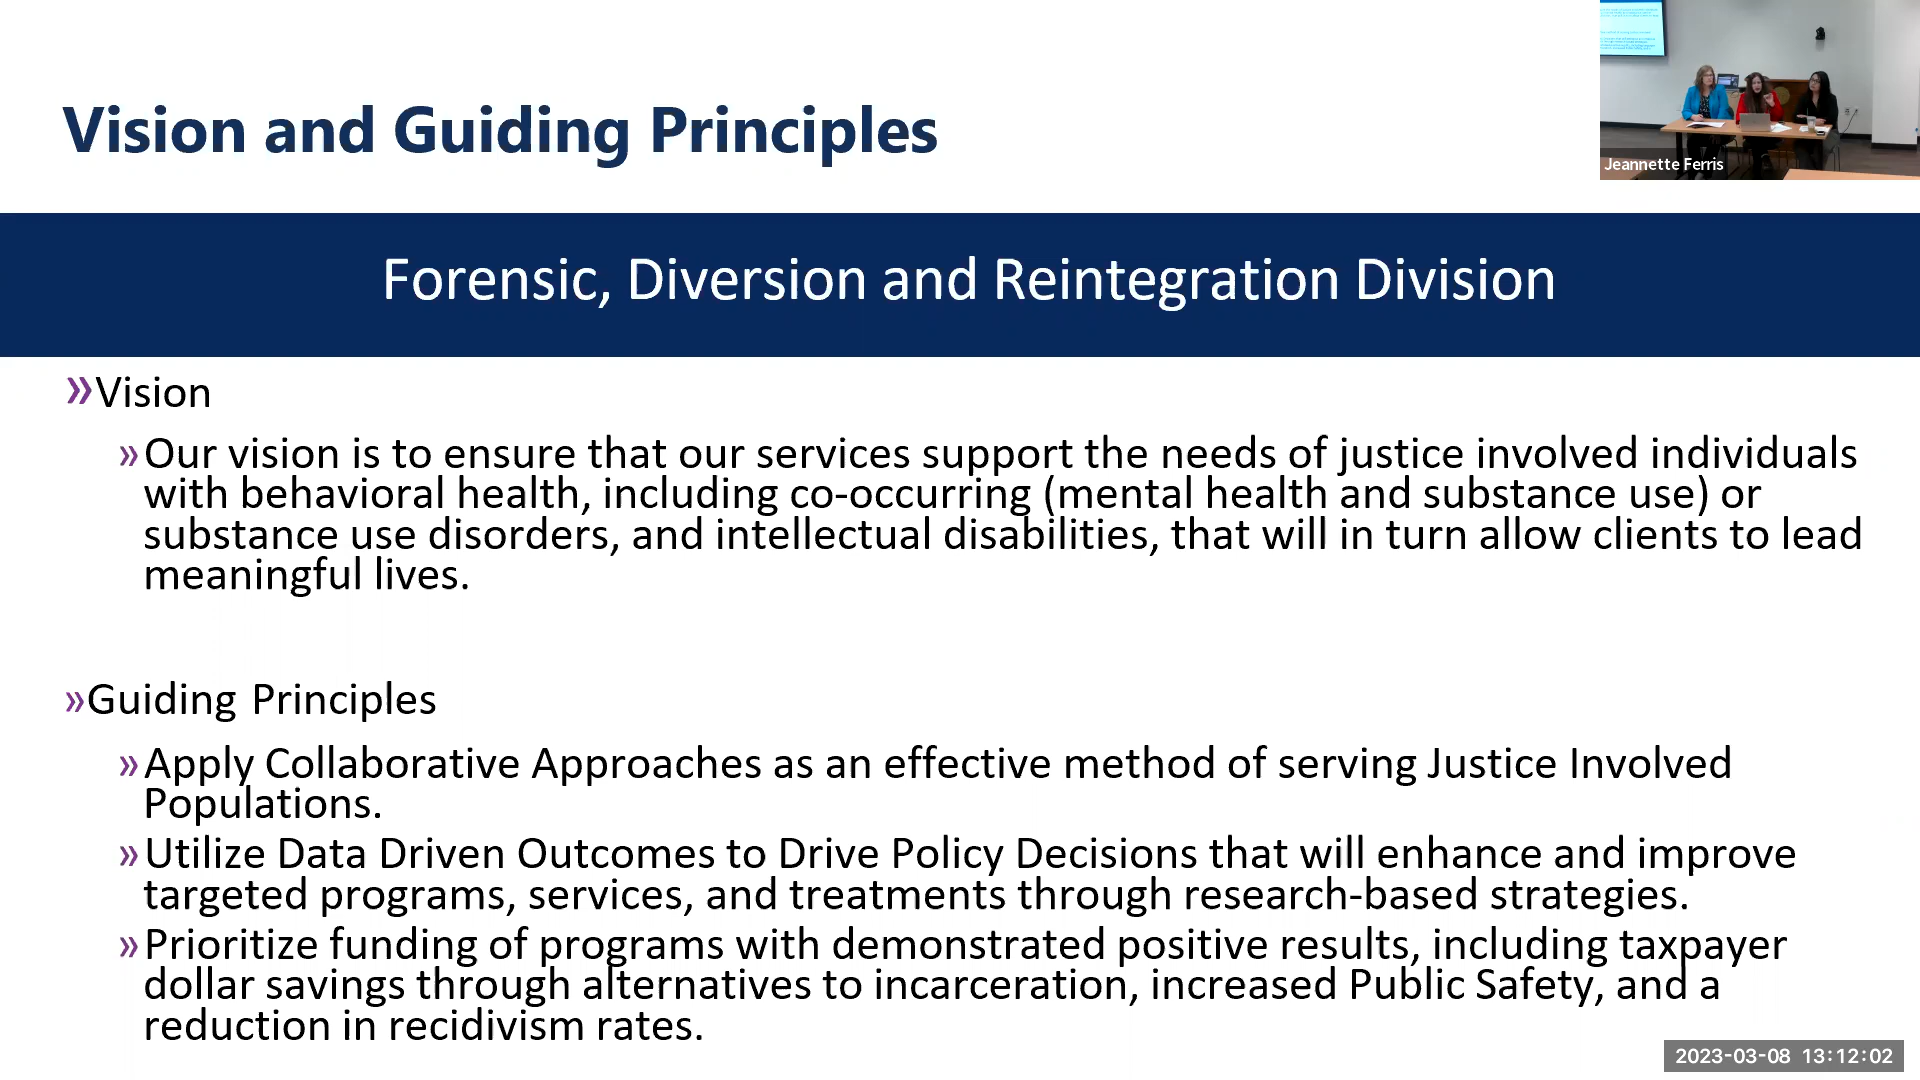 Vision and Guiding Principles
Jeannette Ferris
Forensic, Diversion and Reintegration Division
»Vision
»Our vision is to ensure that our services support the needs of justice involved individuals
with behavioral health, including co-occurring (mental health and substance use) or
substance use disorders, and intellectual disabilities, that will in turn allow clients to lead
meaningful lives.
»Guiding Principles
»Apply Collaborative Approaches as an effective method of serving Justice Involved
Populations.
»Utilize Data Driven Outcomes to Drive Policy Decisions that will enhance and improve
targeted programs, services, and treatments through research-based strategies.
»Prioritize funding of programs with demonstrated positive results, including taxpayer
dollar savings through alternatives to incarceration, increased Public Safety, and a
reduction in recidivism rates.
2023-03-08 13:12:02